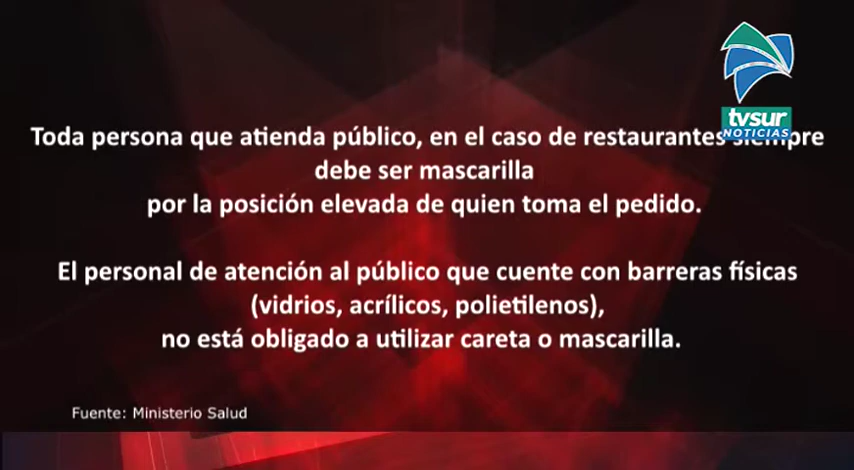 tvsur
NOTICIAS
Toda persona que atienda público, en el caso de restaurantes siempre
debe ser mascarilla
por la posición elevada de quien toma el pedido.
El personal de atención al público que cuente con barreras físicas
(vidrios, acrílicos, polietilenos),
no está obligado a utilizar careta o mascarilla.
Fuente: Ministerio Salud